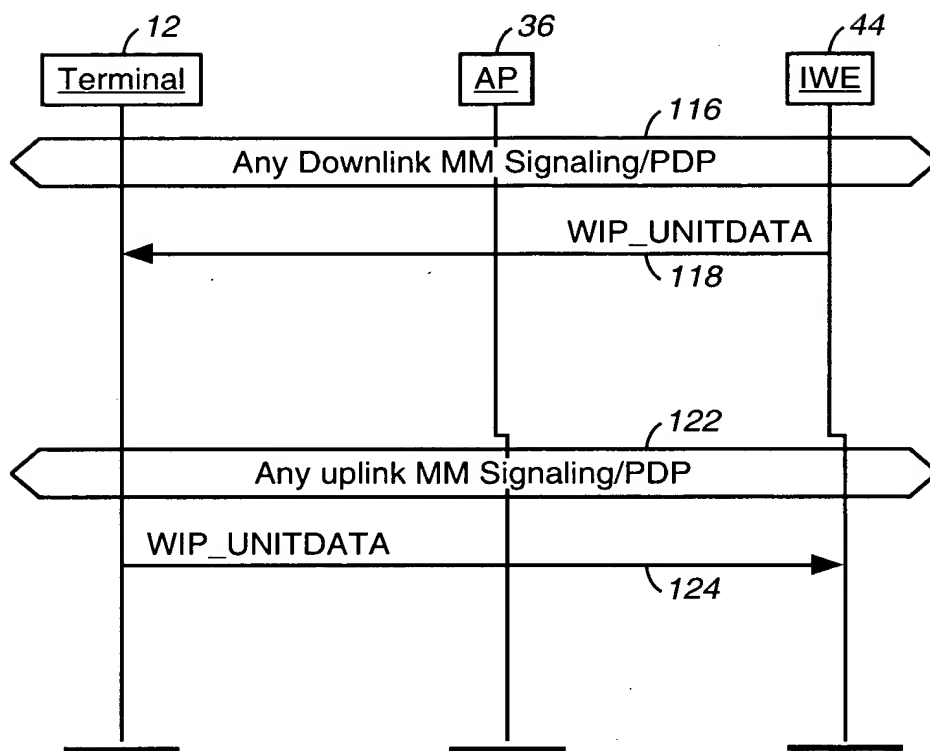 12 36 44
Terminal AP IWE
116
Any Downlink MM Signaling/PDP
WIP_UNITDATA
118
122
Any uplink MM Signaling/PDP
WIP_UNITDATA
124